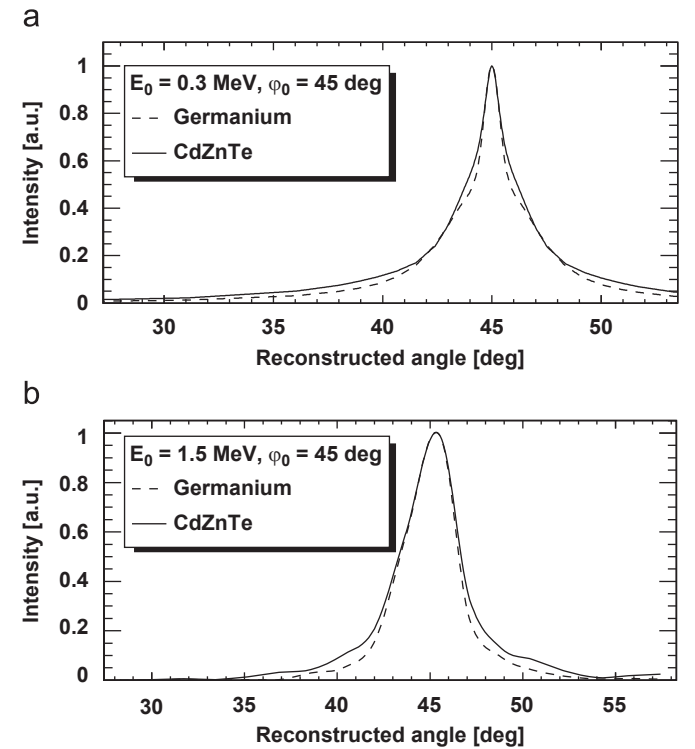 a
E₀ = 0.3 MeV, φ₀ = 45 deg
Germanium
CdZnTe
Intensity [a.u.]
1
0.8
0.6
0.4
0.2
0
30 35 40 45 50
Reconstructed angle [deg]
b
E₀ = 1.5 MeV, φ₀ = 45 deg
Germanium
CdZnTe
Intensity [a.u.]
1
0.8
0.6
0.4
0.2
0
30 35 40 45 50 55
Reconstructed angle [deg]